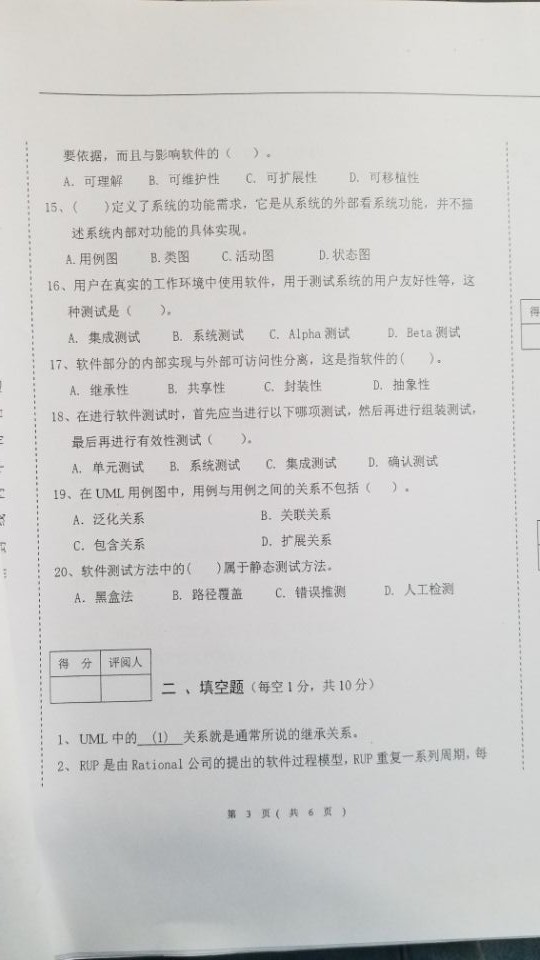 要依据，而且与影响软件的（　）。
A. 可理解　B. 可维护性　C. 可扩展性　D. 可移植性
15、（　）定义了系统的功能需求，它是从系统的外部看系统功能，并不描
述系统内部对功能的具体实现。
A.用例图　B.类图　C.活动图　D.状态图
16、用户在真实的工作环境中使用软件，用于测试系统的用户友好性等，这
种测试是（　）。
A. 集成测试　B. 系统测试　C. Alpha 测试　D. Beta 测试
17、软件部分的内部实现与外部可访问性分离，这是指软件的（　）。
A. 继承性　B. 共享性　C. 封装性　D. 抽象性
18、在进行软件测试时，首先应当进行以下哪项测试，然后再进行组装测试，
最后再进行有效性测试（　）。
A. 单元测试　B. 系统测试　C. 集成测试　D. 确认测试
19、在 UML 用例图中，用例与用例之间的关系不包括（　）。
A. 泛化关系　B. 关联关系
C. 包含关系　D. 扩展关系
20、软件测试方法中的（　）属于静态测试方法。
A. 黑盒法　B. 路径覆盖　C. 错误推测　D. 人工检测
得 分　评阅人
二 、填空题（每空 1 分，共 10 分）
1、UML 中的 (1) 关系就是通常所说的继承关系。
2、RUP 是由 Rational 公司的提出的软件过程模型，RUP 重复一系列周期，每
第 3 页（ 共 6 页 ）
得